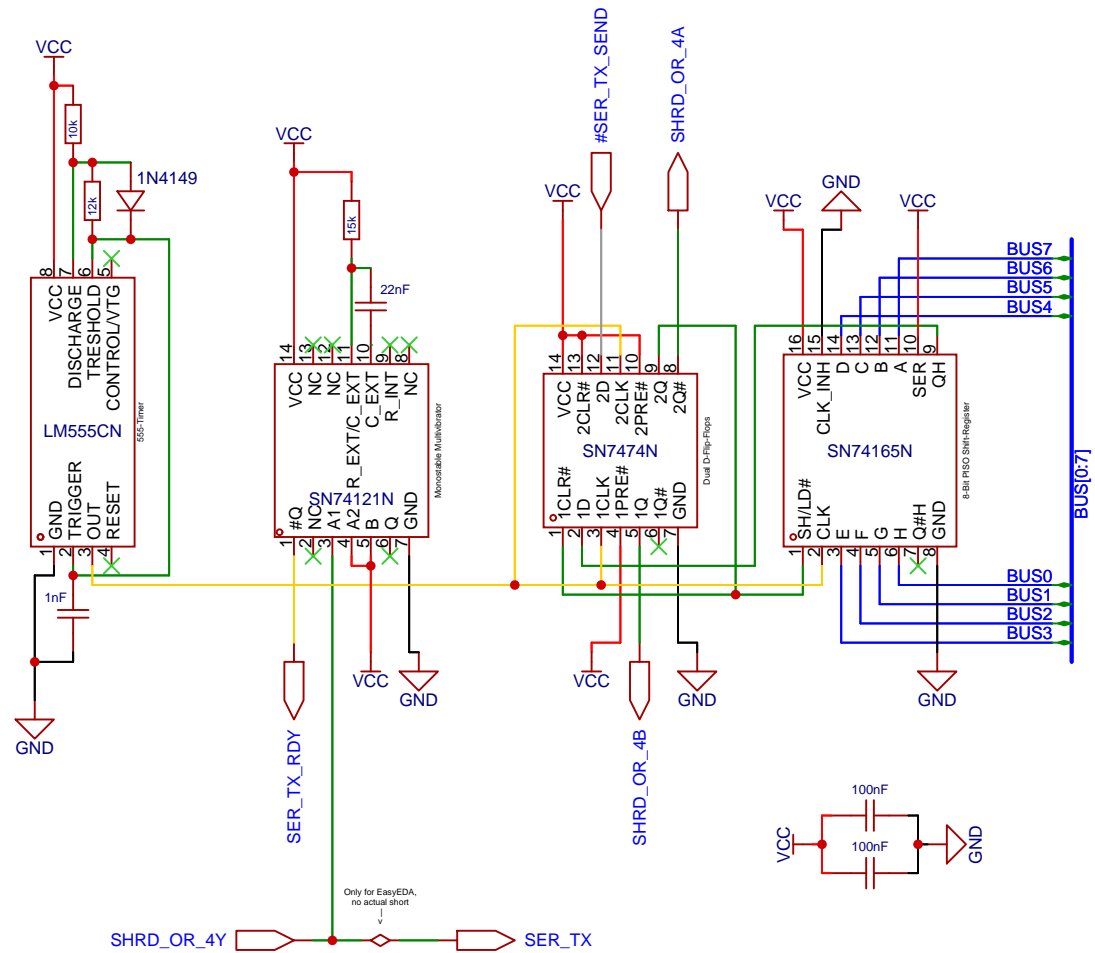 VCC
10k
12k
1N4149
8
7
6
5
VCC
DISCHARGE
TRESHOLD
CONTROL/VTG
LM555CN
555-Timer
GND
TRIGGER
OUT
RESET
1
2
3
4
1nF
GND
VCC
15k
22nF
14
13
12
11
10
9
8
VCC
NC
NC
R_EXT/C_EXT
C_EXT
R_INT
NC
SN74121N
Monostable Multivibrator
#Q
NC
A1
A2
B
Q
GND
1
2
3
4
5
6
7
VCC
GND
SER_TX_RDY
#SER_TX_SEND
SHRD_OR_4A
VCC
14
13
12
11
10
9
8
VCC
2CLR#
2D
2CLK
2PRE#
2Q
2Q#
SN7474N
Dual D-Flip-Flops
1CLR#
1D
1CLK
1PRE#
1Q
1Q#
GND
1
2
3
4
5
6
7
VCC
GND
SHRD_OR_4B
VCC
GND
VCC
16
15
14
13
12
11
10
9
VCC
CLK_INH
D
C
B
A
SER
QH
SN74165N
8-Bit PISO Shift-Register
SH/LD#
CLK
E
F
G
H
Q#H
GND
1
2
3
4
5
6
7
8
GND
BUS7
BUS6
BUS5
BUS4
BUS[0:7]
BUS0
BUS1
BUS2
BUS3
100nF
VCC
GND
100nF
Only for EasyEDA,
no actual short
|
v
SHRD_OR_4Y
SER_TX